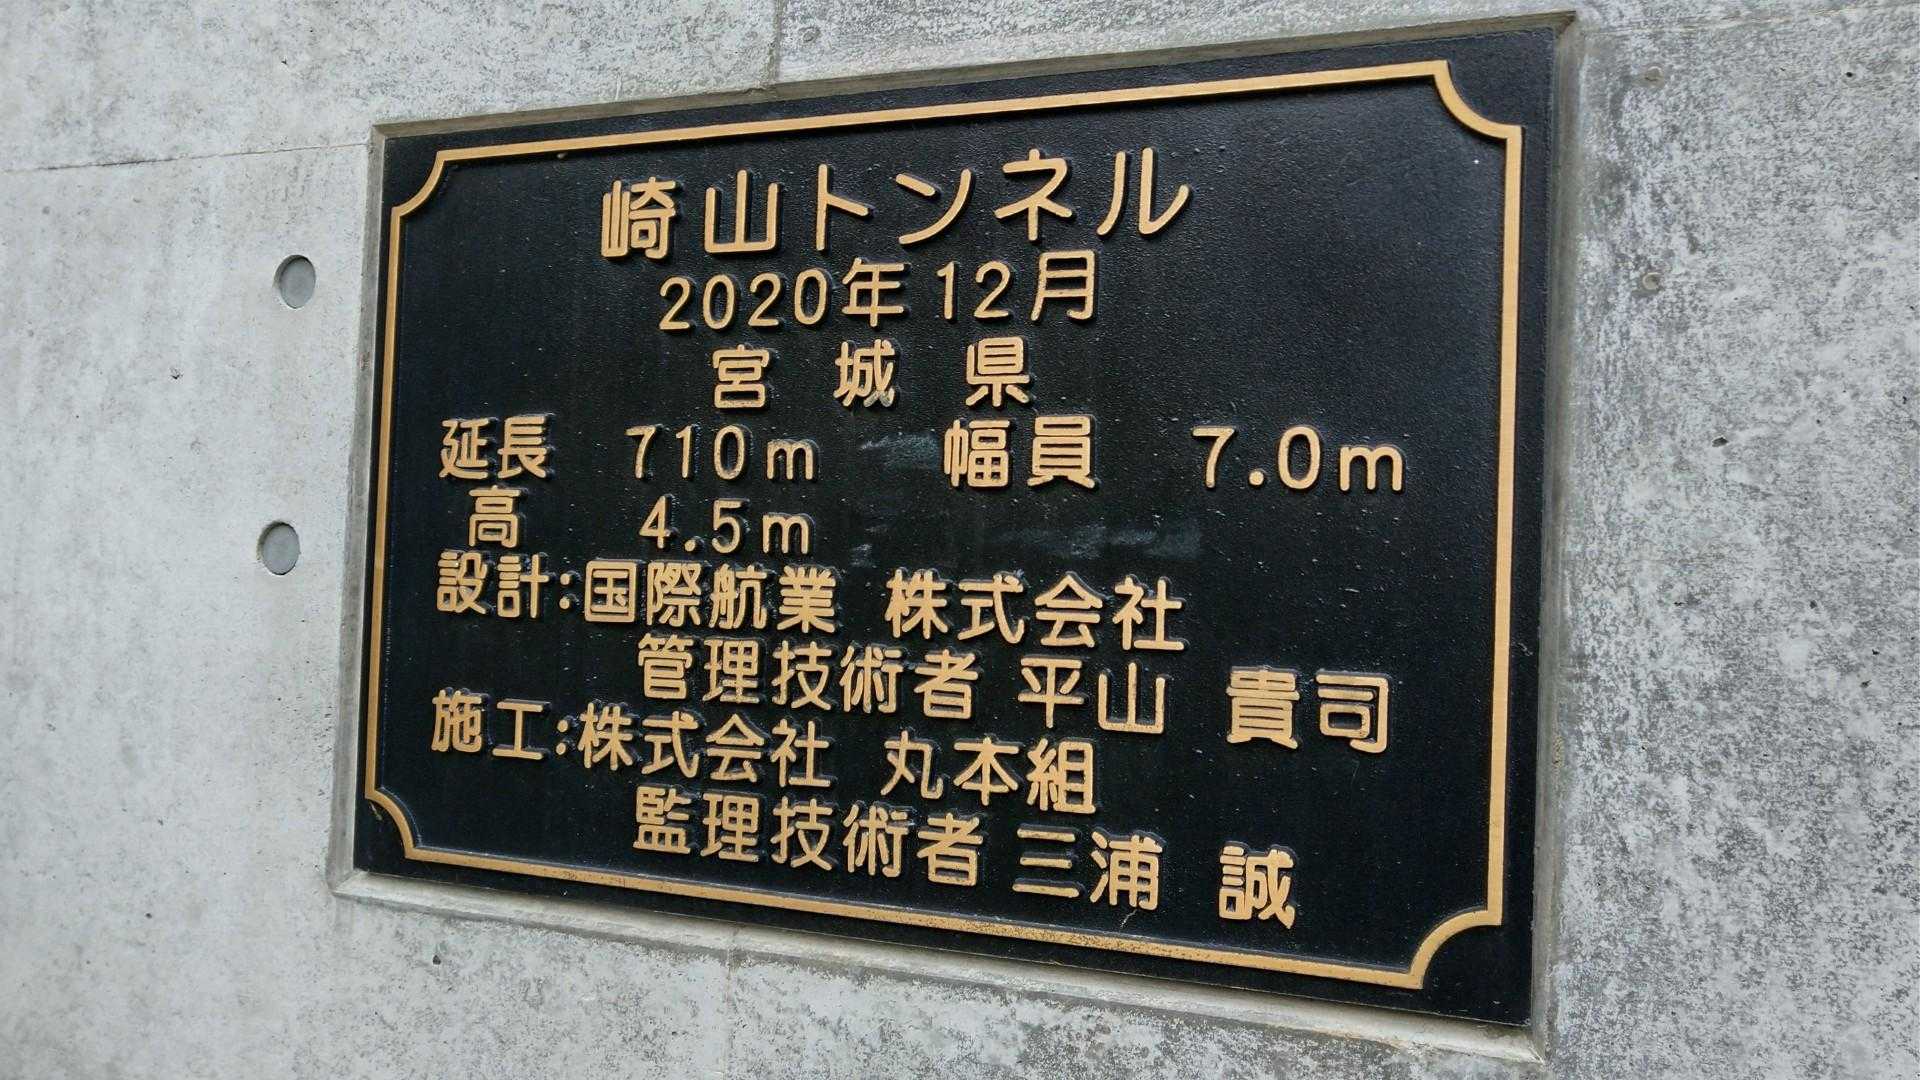 崎山トンネル
2020年12月
宮城県
延長 710m 幅員 7.0m
高 4.5m
設計:国際航業 株式会社
管理技術者 平山 貴司
施工:株式会社 丸本組
監理技術者 三浦 誠